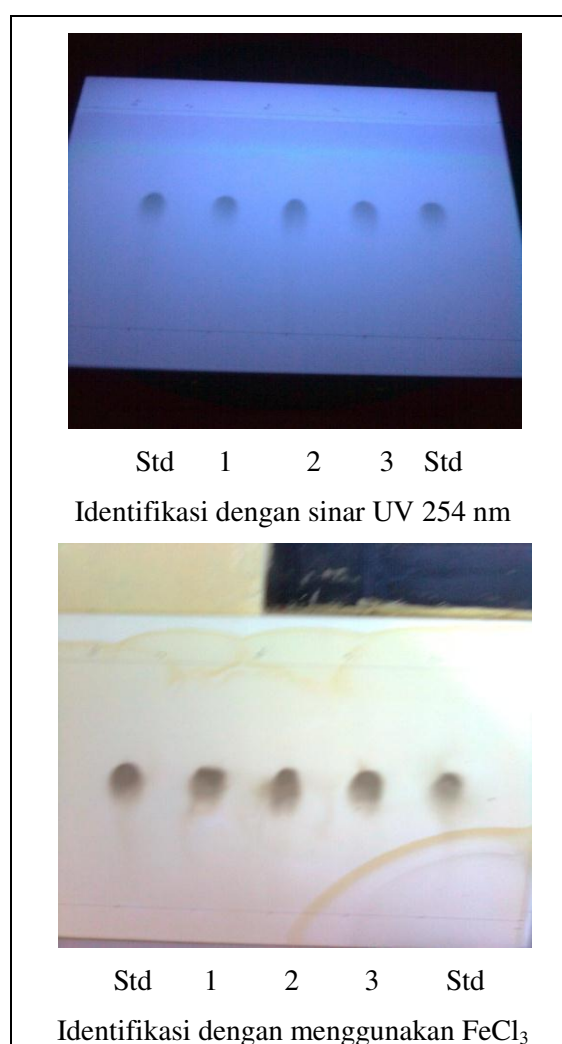 Std 1 2 3 Std
Identifikasi dengan sinar UV 254 nm
Std 1 2 3 Std
Identifikasi dengan menggunakan FeCl₃